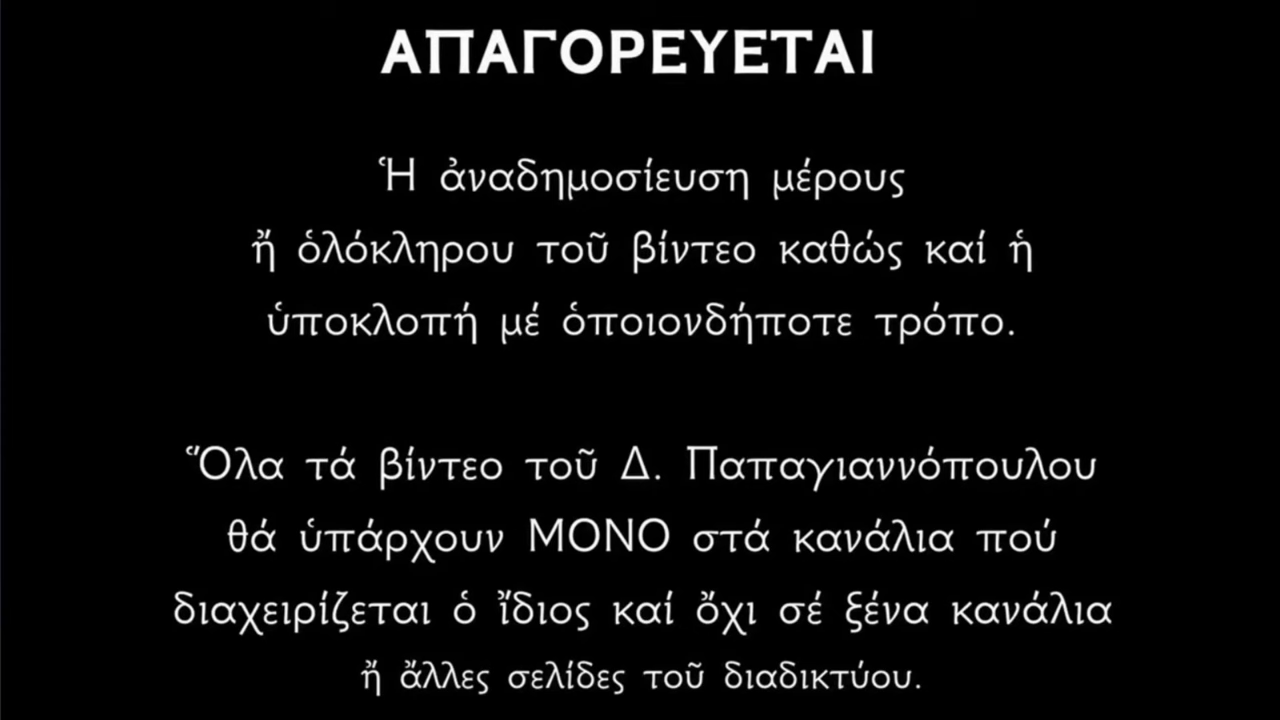 ΑΠΑΓΟΡΕΥΕΤΑΙ
Ἡ ἀναδημοσίευση μέρους
ἤ ὁλόκληρου τοῦ βίντεο καθώς καί ἡ
ὑποκλοπή μέ ὁποιονδήποτε τρόπο.
Ὅλα τά βίντεο τοῦ Δ. Παπαγιαννόπουλου
θά ὑπάρχουν ΜΟΝΟ στά κανάλια πού
διαχειρίζεται ὁ ἴδιος καί ὄχι σέ ξένα κανάλια
ἤ ἄλλες σελίδες τοῦ διαδικτύου.